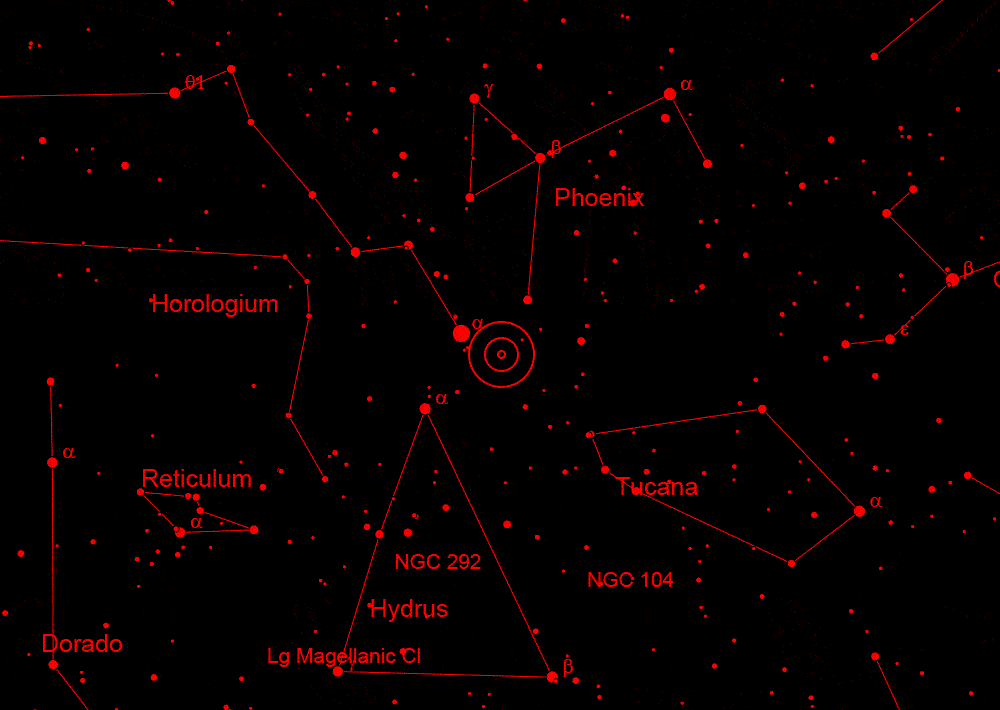 θ1
γ
α
β
Phoenix
β
Horologium
α
ε
α
α
Reticulum
α
Tucana
α
NGC 292
NGC 104
Hydrus
Dorado
Lg Magellanic Cl
β